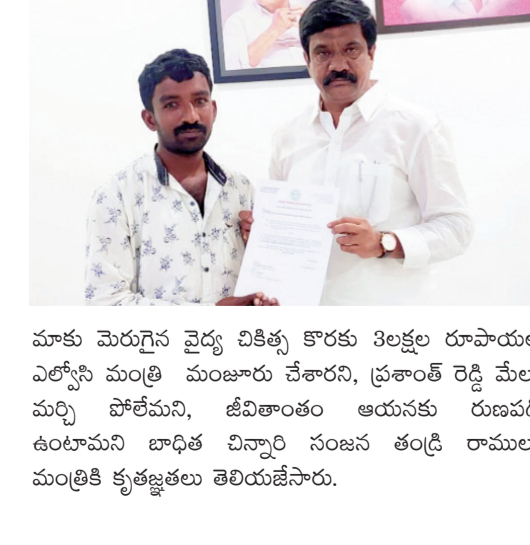 మాకు మెరుగైన వైద్య చికిత్స కొరకు 3లక్షల
ఎల్వోసి మంత్రి మంజూరు చేశారని, ప్రశాంత్ రెడ్డి
మర్చి పోలేమని, జీవితాంతం ఆయనకు
ఉంటామని బాధిత చిన్నారి సంజన తండ్రి
మంత్రికి కృతజ్ఞతలు తెలియజేసారు.